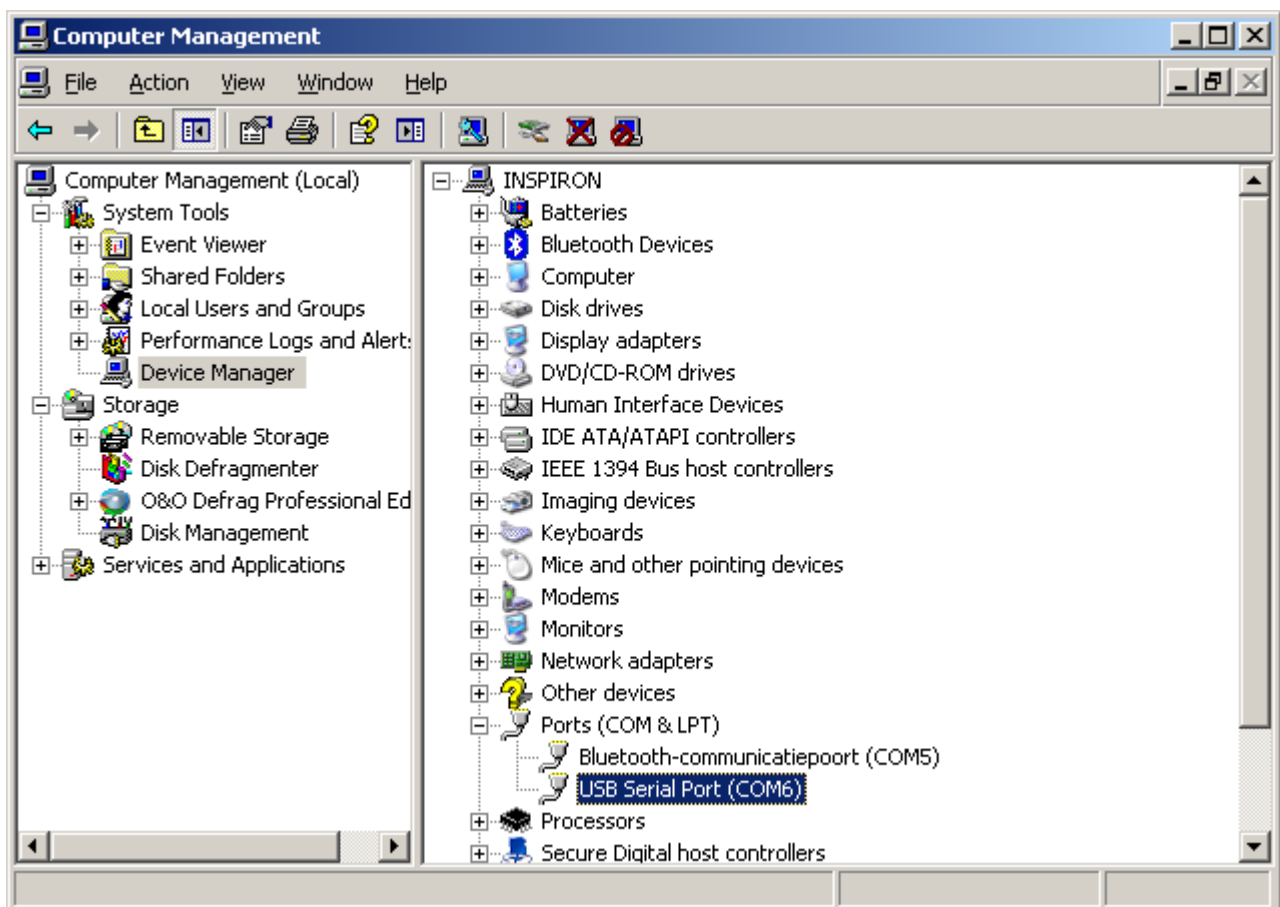 Computer Management
File Action View Window Help
Computer Management (Local)
System Tools
Event Viewer
Shared Folders
Local Users and Groups
Performance Logs and Alert
Device Manager
Storage
Removable Storage
Disk Defragmenter
O&O Defrag Professional Ed
Disk Management
Services and Applications
INSPIRON
Batteries
Bluetooth Devices
Computer
Disk drives
Display adapters
DVD/CD-ROM drives
Human Interface Devices
IDE ATA/ATAPI controllers
IEEE 1394 Bus host controllers
Imaging devices
Keyboards
Mice and other pointing devices
Modems
Monitors
Network adapters
Other devices
Ports (COM & LPT)
Bluetooth-communicatiepoort (COM5)
USB Serial Port (COM6)
Processors
Secure Digital host controllers